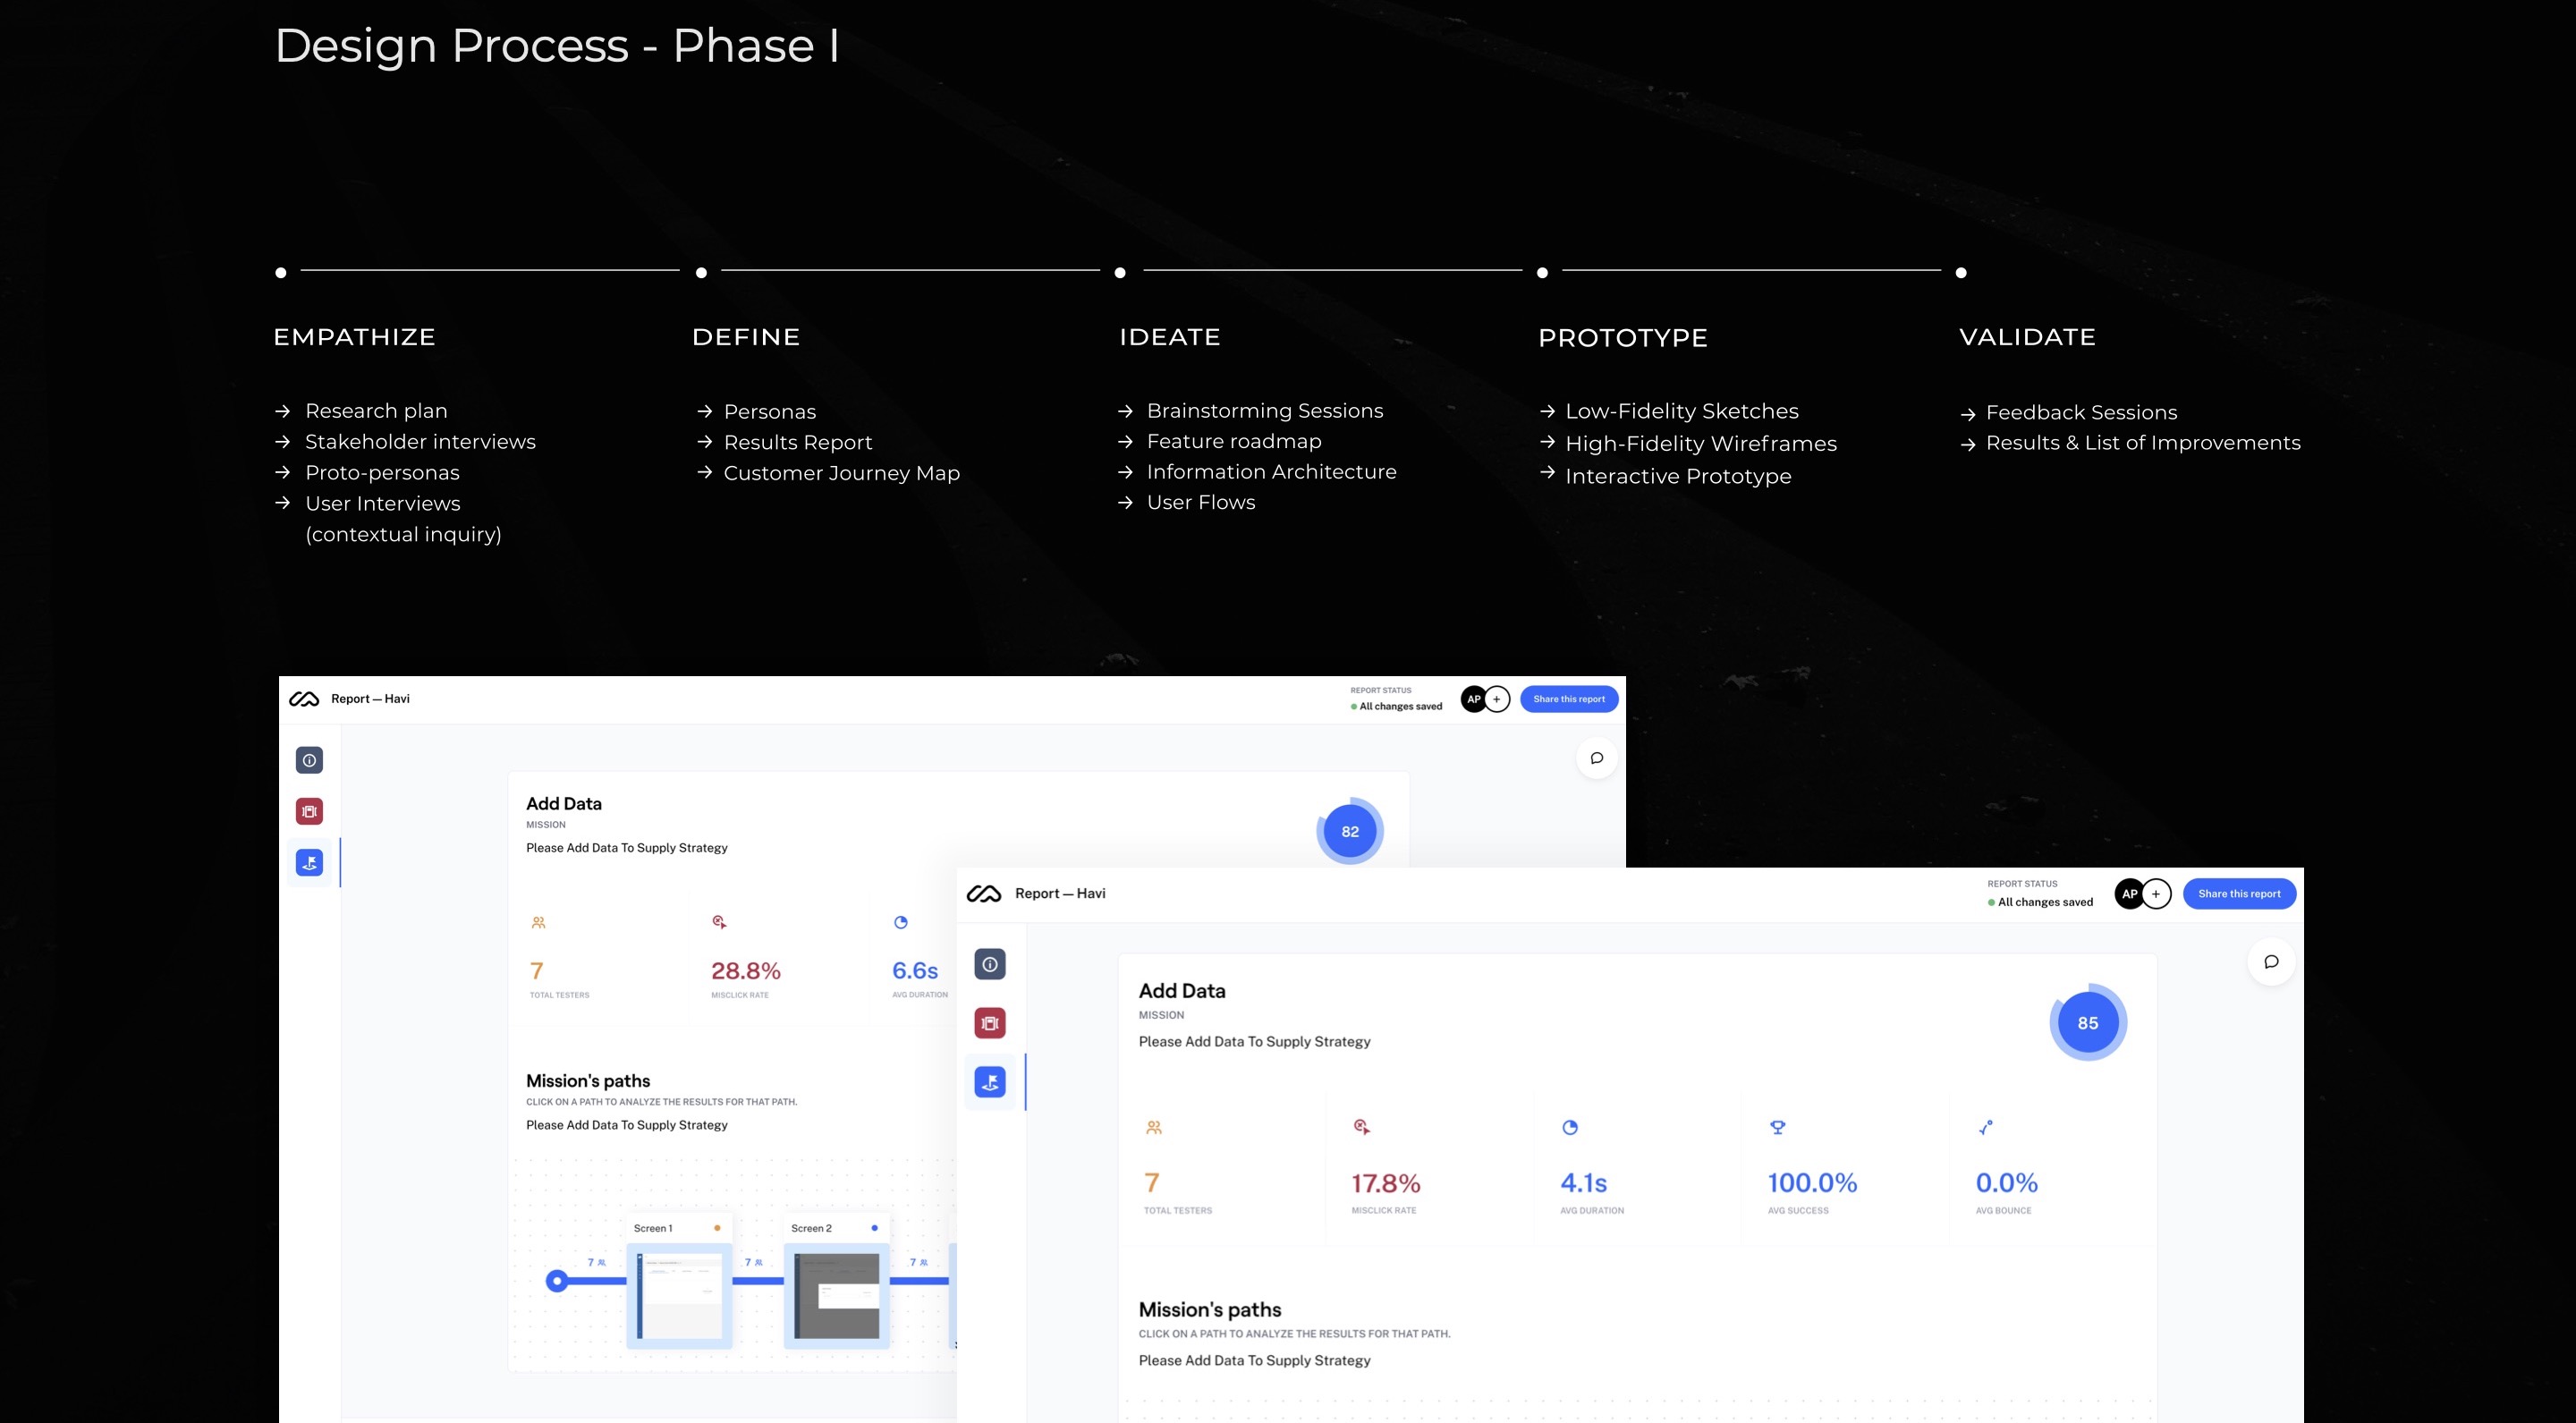 Design Process - Phase I
EMPATHIZE
Research plan
Stakeholder interviews
Proto-personas
User Interviews
(contextual inquiry)
DEFINE
Personas
Results Report
Customer Journey Map
IDEATE
Brainstorming Sessions
Feature roadmap
Information Architecture
User Flows
PROTOTYPE
Low-Fidelity Sketches
High-Fidelity Wireframes
Interactive Prototype
VALIDATE
Feedback Sessions
Results & List of Improvements
Report — Havi
REPORT STATUS
All changes saved
AP
+
Share this report
Add Data
MISSION
Please Add Data To Supply Strategy
82
7
TOTAL TESTERS
28.8%
MISCLICK RATE
6.6s
AVG DURATION
Mission's paths
CLICK ON A PATH TO ANALYZE THE RESULTS FOR THAT PATH.
Please Add Data To Supply Strategy
Screen 1
Screen 2
7
7
7
Report — Havi
REPORT STATUS
All changes saved
AP
+
Share this report
Add Data
MISSION
Please Add Data To Supply Strategy
85
7
TOTAL TESTERS
17.8%
MISCLICK RATE
4.1s
AVG DURATION
100.0%
AVG SUCCESS
0.0%
AVG BOUNCE
Mission's paths
CLICK ON A PATH TO ANALYZE THE RESULTS FOR THAT PATH.
Please Add Data To Supply Strategy